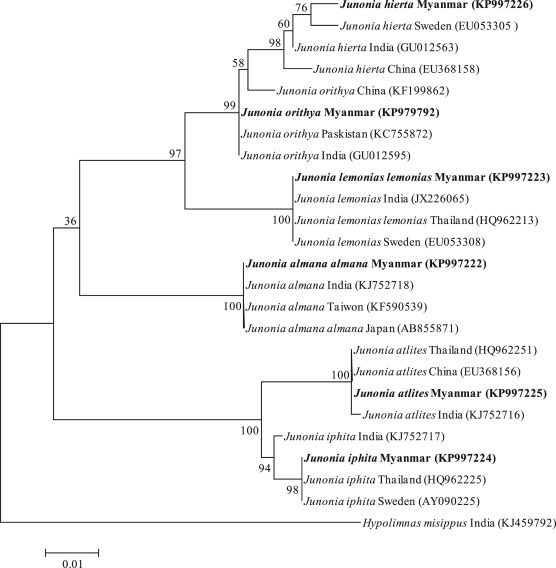 Junonia hierta Myanmar (KP997226)
76
60
Junonia hierta Sweden (EU053305 )
98
Junonia hierta India (GU012563)
58
Junonia hierta China (EU368158)
Junonia orithya China (KF199862)
99
Junonia orithya Myanmar (KP979792)
Junonia orithya Paskistan (KC755872)
97
Junonia orithya India (GU012595)
Junonia lemonias lemonias Myanmar (KP997223)
Junonia lemonias India (JX226065)
100
Junonia lemonias lemonias Thailand (HQ962213)
36
Junonia lemonias Sweden (EU053308)
Junonia almana almana Myanmar (KP997222)
Junonia almana India (KJ752718)
100
Junonia almana Taiwon (KF590539)
Junonia almana almana Japan (AB855871)
Junonia atlites Thailand (HQ962251)
100
Junonia atlites China (EU368156)
Junonia atlites Myanmar (KP997225)
Junonia atlites India (KJ752716)
100
Junonia iphita India (KJ752717)
Junonia iphita Myanmar (KP997224)
94
Junonia iphita Thailand (HQ962225)
98
Junonia iphita Sweden (AY090225)
Hypolimnas misippus India (KJ459792)
0.01